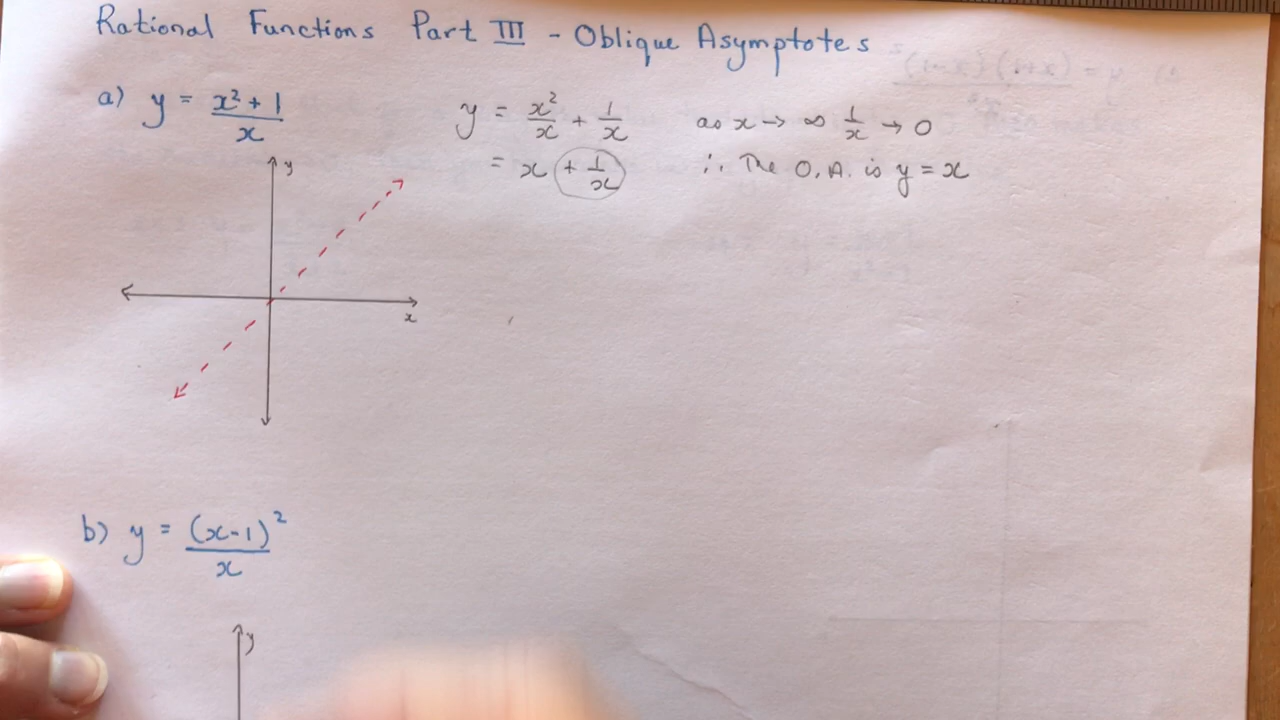 Rational Functions Part III - Oblique Asymptotes
a) y = (x² + 1)/x
y = x²/x + 1/x
= x + 1/x
as x → ∞ 1/x → 0
∴ The O.A. is y = x
y
x
b) y = (x-1)²/x
y